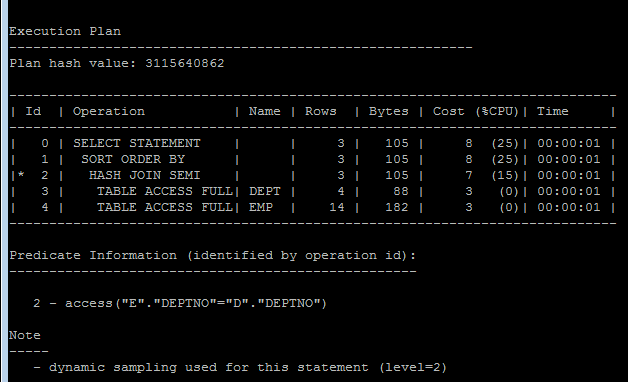 Execution Plan
----------------------------------------------------------
Plan hash value: 3115640862
----------------------------------------------------------------------------
| Id  | Operation           | Name | Rows  | Bytes | Cost (%CPU)| Time     |
----------------------------------------------------------------------------
|   0 | SELECT STATEMENT    |      |     3 |   105 |     8  (25)| 00:00:01 |
|   1 |  SORT ORDER BY      |      |     3 |   105 |     8  (25)| 00:00:01 |
|*  2 |   HASH JOIN SEMI    |      |     3 |   105 |     7  (15)| 00:00:01 |
|   3 |    TABLE ACCESS FULL| DEPT |     4 |    88 |     3   (0)| 00:00:01 |
|   4 |    TABLE ACCESS FULL| EMP  |    14 |   182 |     3   (0)| 00:00:01 |
----------------------------------------------------------------------------
Predicate Information (identified by operation id):
---------------------------------------------------
   2 - access("E"."DEPTNO"="D"."DEPTNO")
Note
-----
   - dynamic sampling used for this statement (level=2)